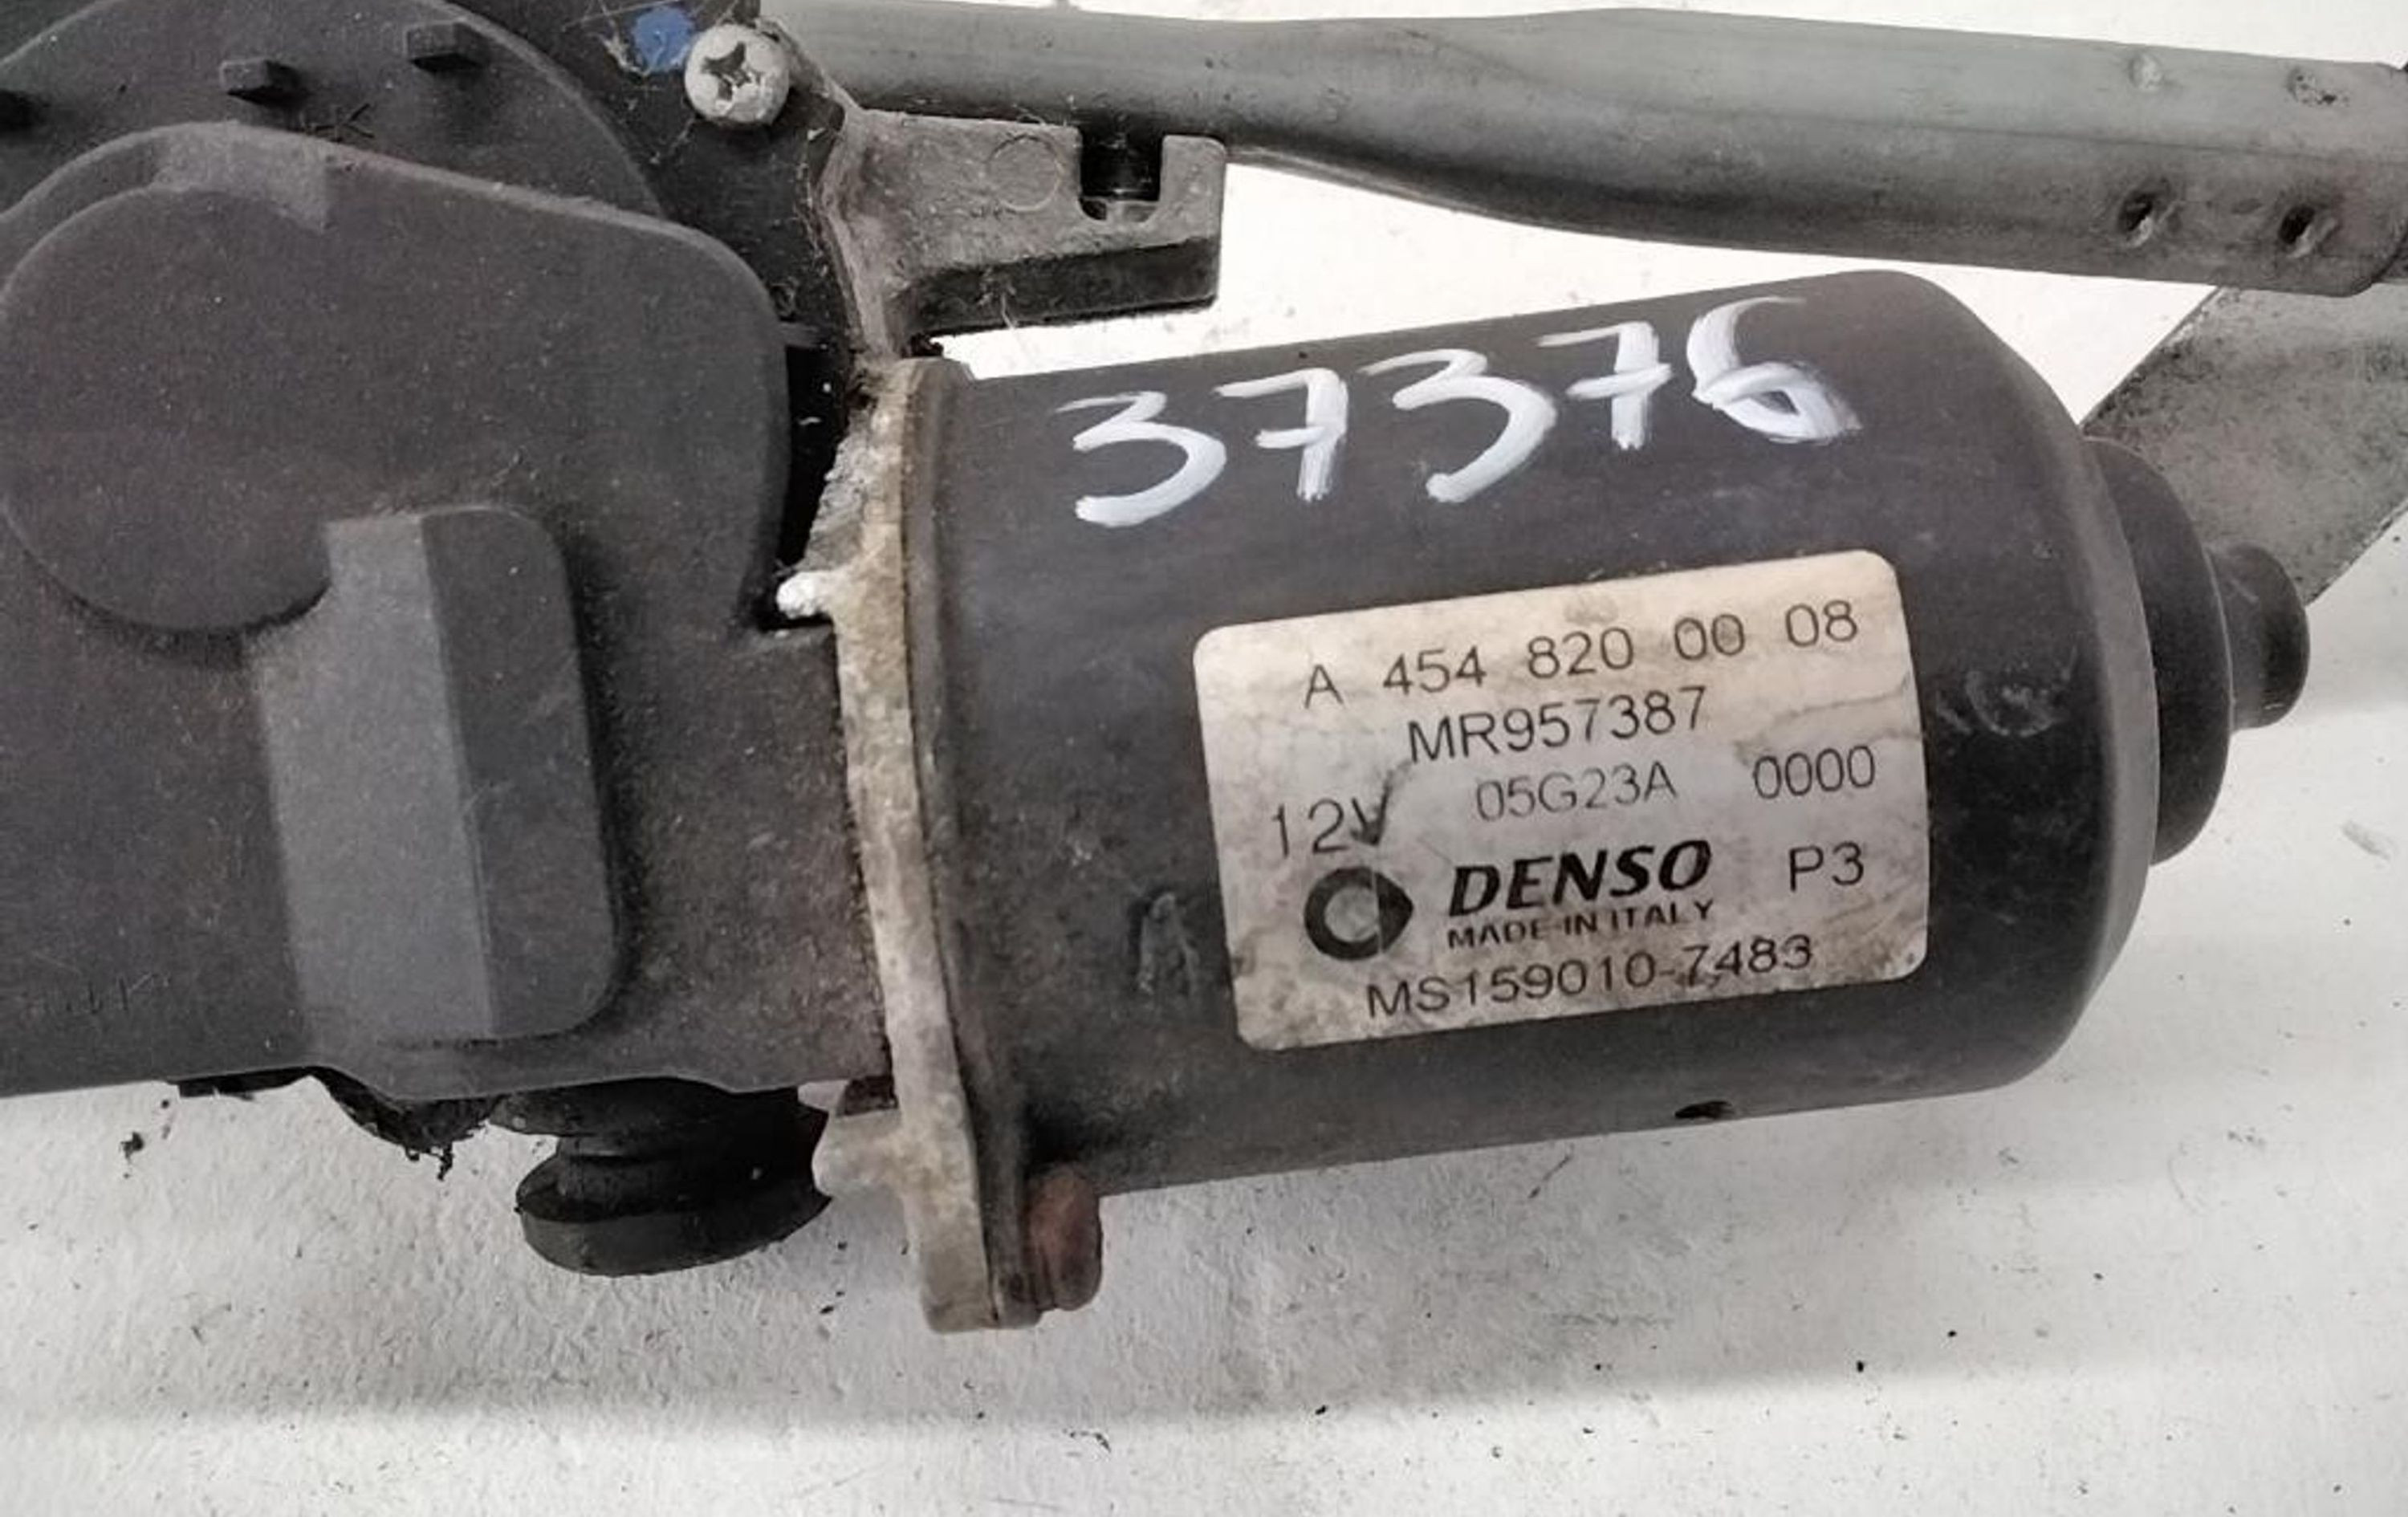 37376
A 454 820 00 08
MR957387
12V 05G23A 0000
DENSO P3
MADE IN ITALY
MS159010-7483